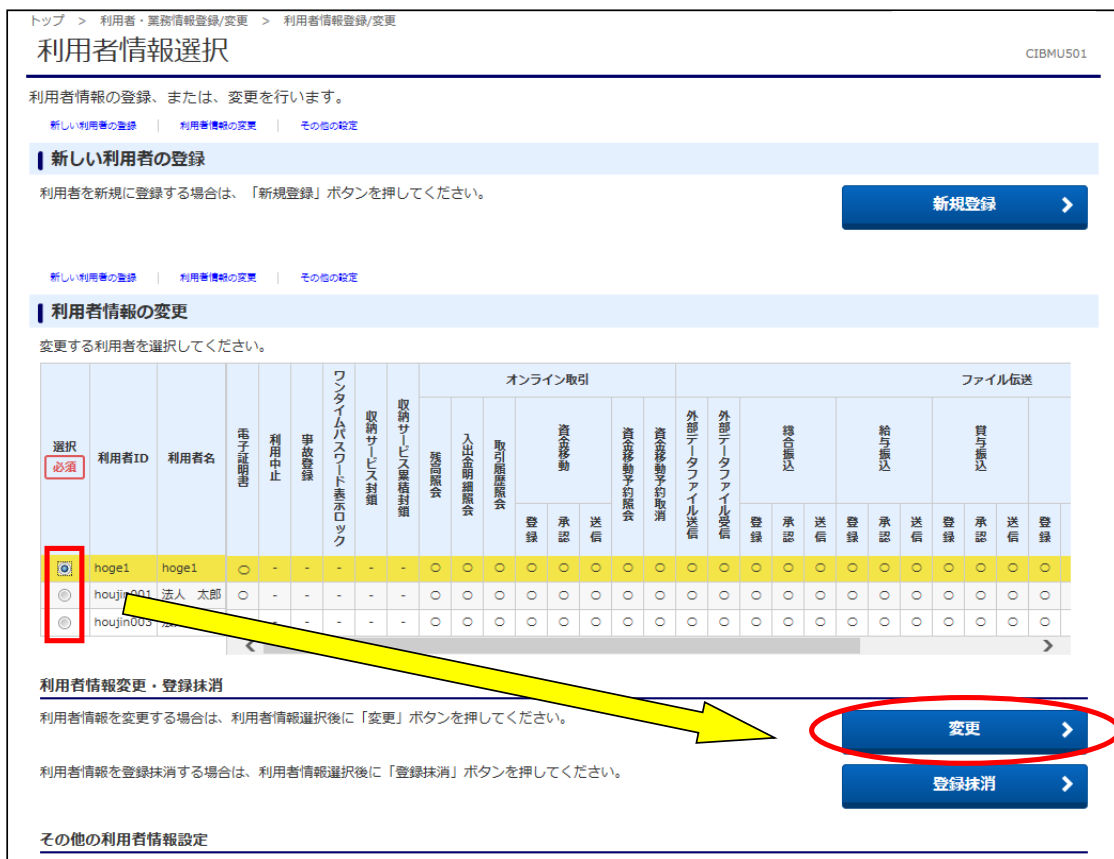 トップ > 利用者・業務情報登録/変更 > 利用者情報登録/変更
利用者情報選択
CIBMU501
利用者情報の登録、または、変更を行います。
新しい利用者の登録 | 利用者情報の変更 | その他の設定
新しい利用者の登録
利用者を新規に登録する場合は、「新規登録」ボタンを押してください。
新規登録
新しい利用者の登録 | 利用者情報の変更 | その他の設定
利用者情報の変更
変更する利用者を選択してください。
選択
必須
利用者ID
利用者名
電子証明書
利用中止
事故登録
ワンタイムパスワード表示ロック
収納サービス封鎖
収納サービス累積封鎖
オンライン取引
残高照会
入出金明細照会
取引履歴照会
資金移動
登録 承認 送信
資金移動予約照会
資金移動予約取消
ファイル伝送
外部データファイル送信
外部データファイル受信
総合振込
登録 承認 送信
給与振込
登録 承認 送信
賞与振込
登録 承認 送信
登録
hoge1 hoge1 ○ - - - - - ○ ○ ○ ○ ○ ○ ○ ○ ○ ○ ○ ○ ○ ○ ○ ○ ○ ○ ○ ○
houjin001 法人 太郎 ○ - - - - - ○ ○ ○ ○ ○ ○ ○ ○ ○ ○ ○ ○ ○ ○ ○ ○ ○ ○ ○ ○
houjin003 - - - - - ○ ○ ○ ○ ○ ○ ○ ○ ○ ○ ○ ○ ○ ○ ○ ○ ○ ○ ○ ○
利用者情報変更・登録抹消
利用者情報を変更する場合は、利用者情報選択後に「変更」ボタンを押してください。
変更
利用者情報を登録抹消する場合は、利用者情報選択後に「登録抹消」ボタンを押してください。
登録抹消
その他の利用者情報設定